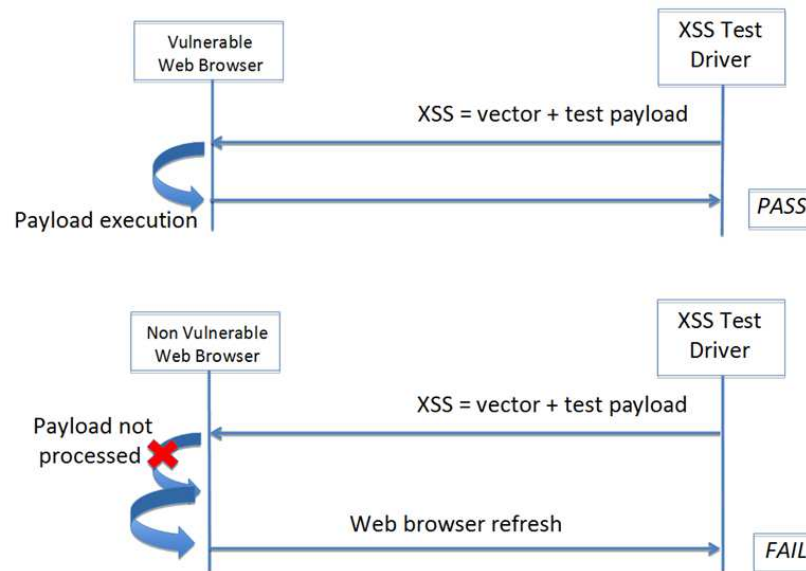 Vulnerable
Web Browser
XSS Test
Driver
XSS = vector + test payload
Payload execution
PASS
Non Vulnerable
Web Browser
XSS Test
Driver
XSS = vector + test payload
Payload not
processed
Web browser refresh
FAIL